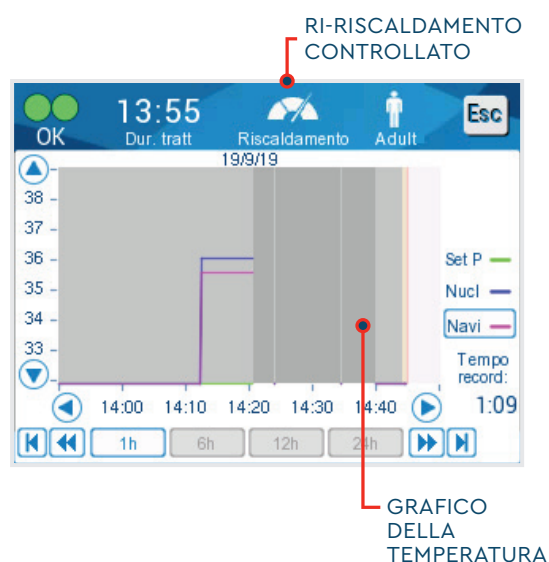 RI-RISCALDAMENTO
CONTROLLATO
13:55
Esc
OK
Dur. tratt
Riscaldamento
Adult
19/9/19
38
37
36
35
34
33
Set P
Nucl
Navi
Tempo
record:
1:09
14:00 14:10 14:20 14:30 14:40
1h 6h 12h 24h
GRAFICO
DELLA
TEMPERATURA